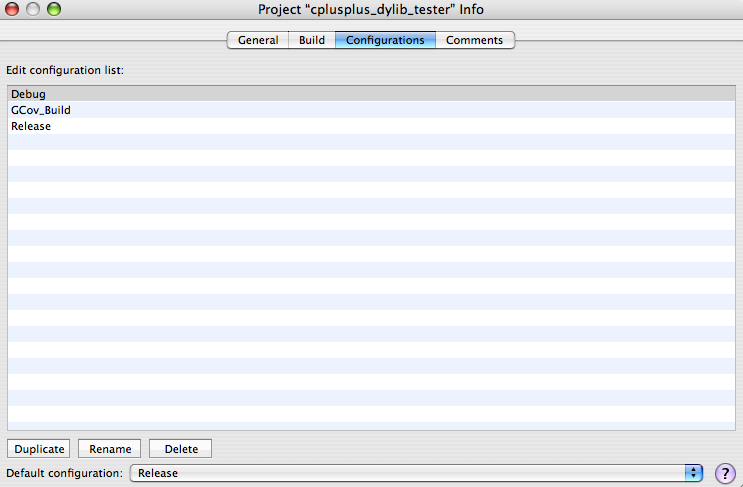 Project “cplusplus_dylib_tester” Info
General Build Configurations Comments
Edit configuration list:
Debug
GCov_Build
Release
Duplicate Rename Delete
Default configuration: Release ?